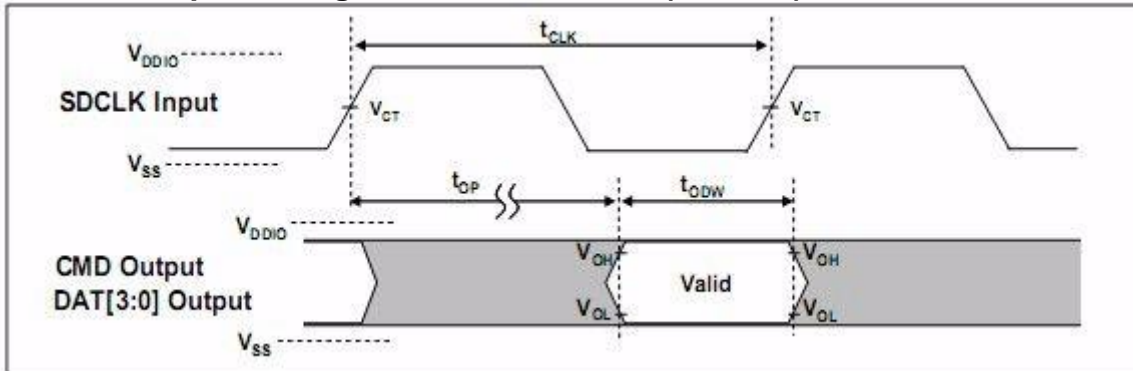 tCLK
VDDIO
SDCLK Input
VCT
VCT
VSS
tOP
tODW
VDDIO
CMD Output
DAT[3:0] Output
VOH
VOH
Valid
VOL
VOL
VSS